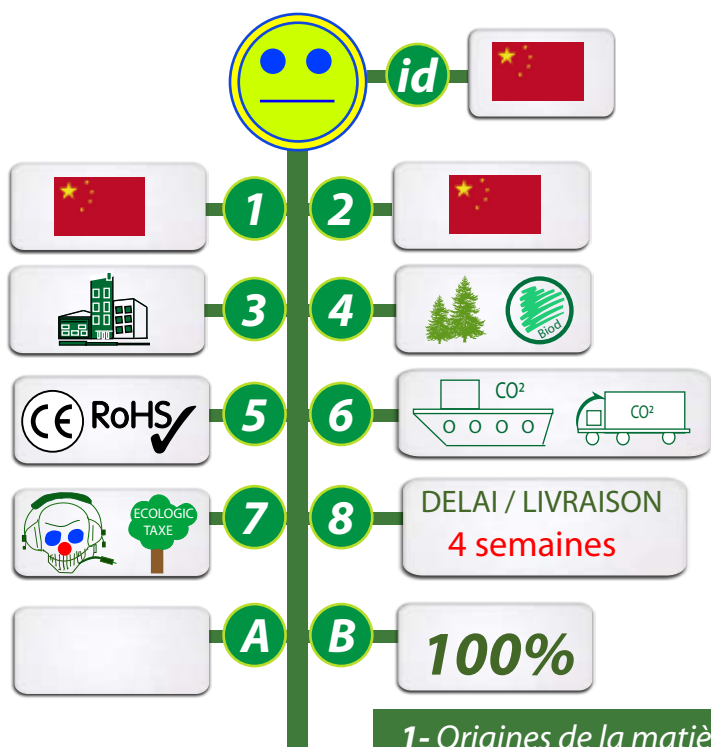 id
1
2
3
4
Biod
CE RoHS
5
6
CO²
CO²
ECOLOGIC
TAXE
7
8
DELAI / LIVRAISON
4 semaines
A
B
100%
1- Origines de la matiè